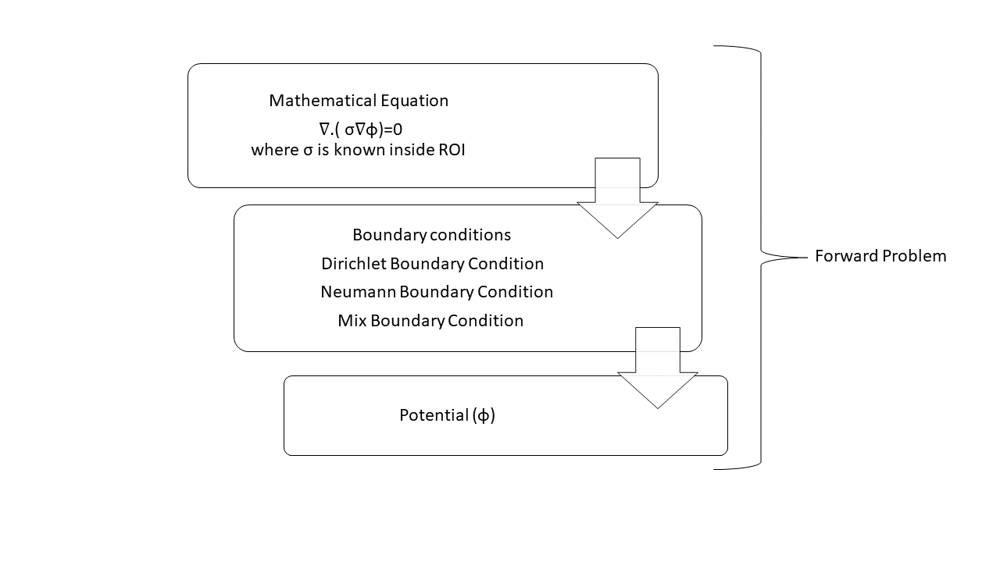 Mathematical Equation
∇.( σ∇ϕ)=0
where σ is known inside ROI
Boundary conditions
Dirichlet Boundary Condition
Neumann Boundary Condition
Mix Boundary Condition
Potential (ϕ)
Forward Problem